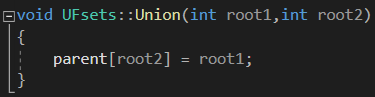 void UFsets::Union(int root1,int root2)
{
    parent[root2] = root1;
}